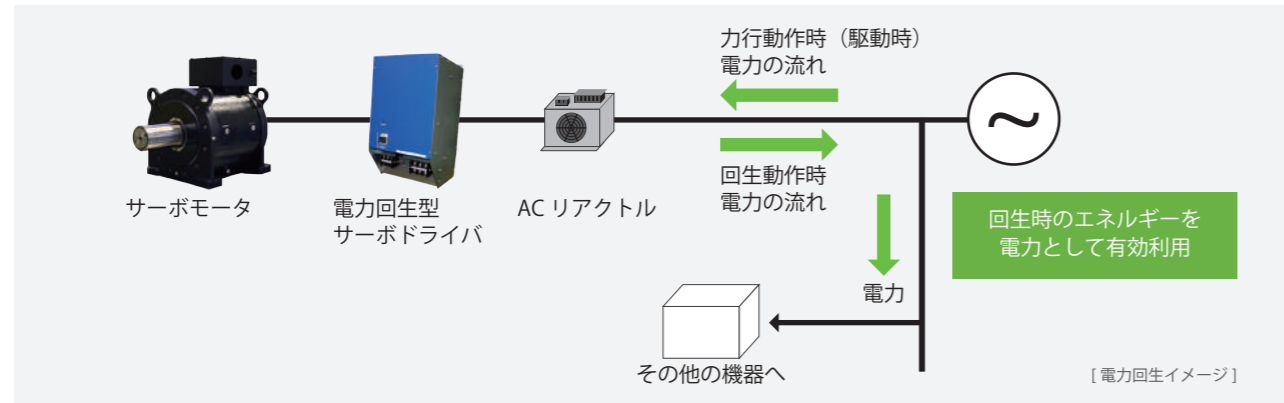 力行動作時（駆動時）
電力の流れ
~
回生動作時
電力の流れ
サーボモータ
電力回生型
サーボドライバ
AC リアクトル
回生時のエネルギーを
電力として有効利用
電力
その他の機器へ
[ 電力回生イメージ ]